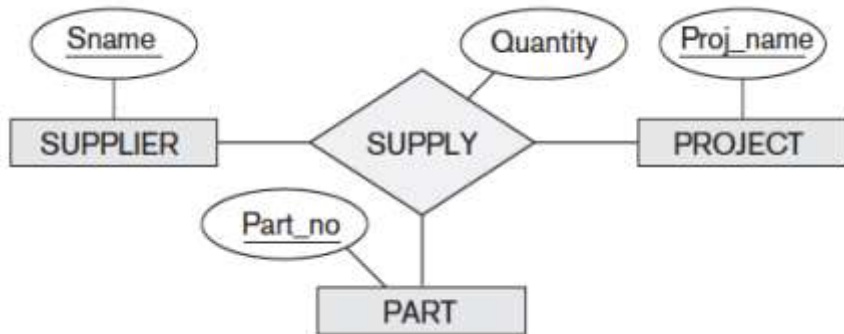 Sname
Quantity
Proj_name
SUPPLIER
SUPPLY
PROJECT
Part_no
PART